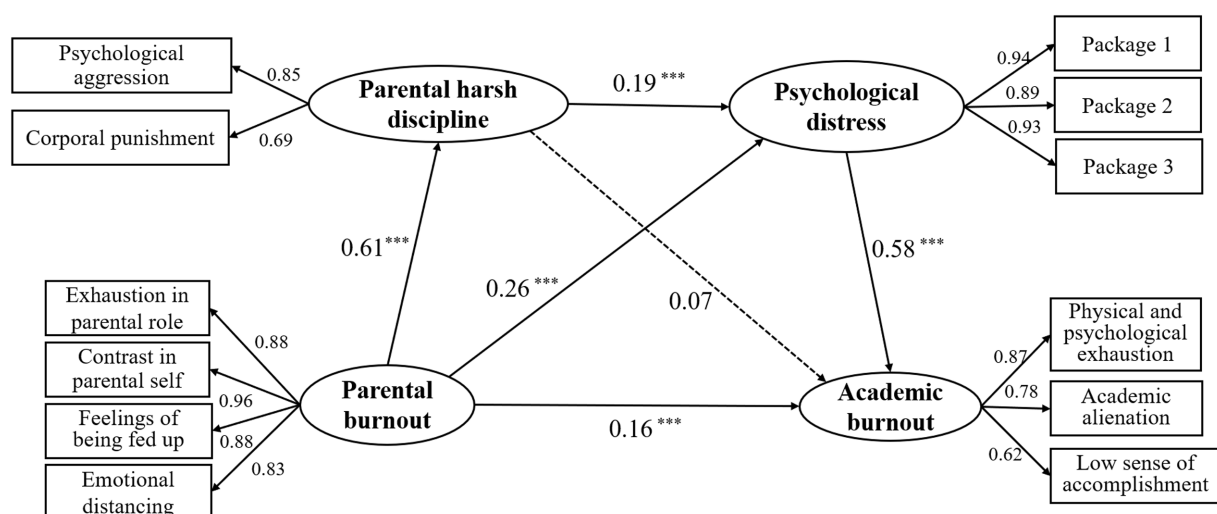 Psychological
aggression
0.85
Corporal punishment
0.69
Parental harsh
discipline
0.19 ***
Psychological
distress
0.94
Package 1
0.89
Package 2
0.93
Package 3
0.61***
0.26 ***
0.07
0.58 ***
Exhaustion in
parental role
0.88
Contrast in
parental self
0.96
Feelings of
being fed up
0.88
Emotional
distancing
0.83
Parental
burnout
0.16 ***
Academic
burnout
Physical and
psychological
exhaustion
0.87
Academic
alienation
0.78
Low sense of
accomplishment
0.62